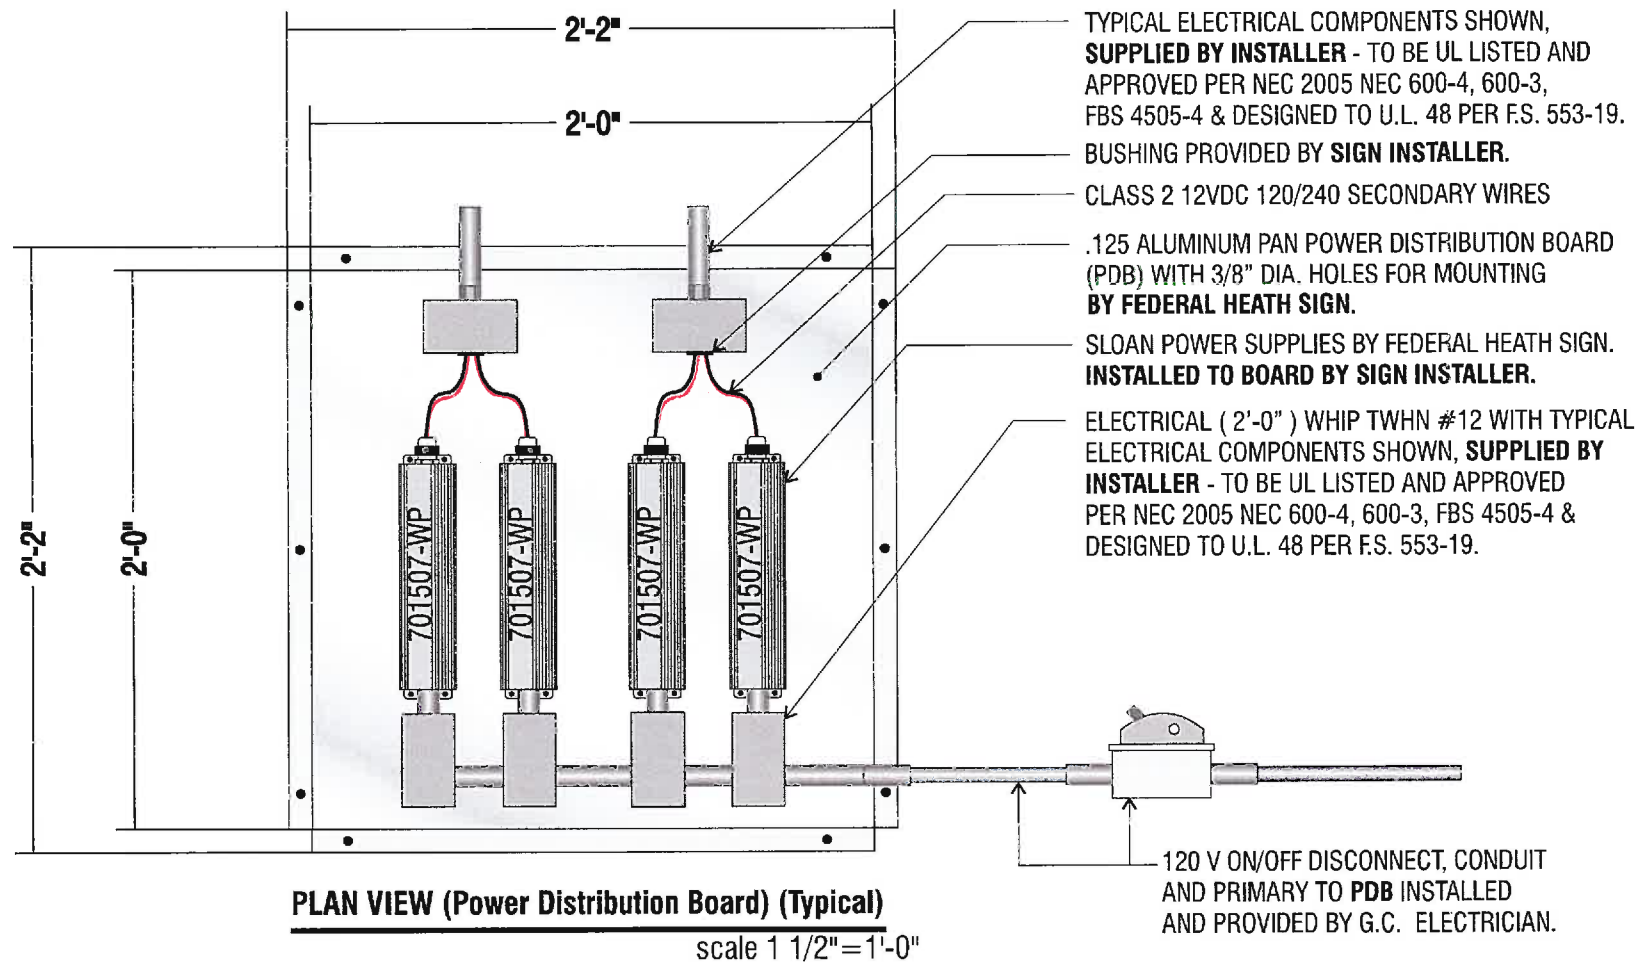 2'-2"
2'-0"
TYPICAL ELECTRICAL COMPONENTS SHOWN,
SUPPLIED BY INSTALLER - TO BE UL LISTED AND
APPROVED PER NEC 2005 NEC 600-4, 600-3,
FBS 4505-4 & DESIGNED TO U.L. 48 PER F.S. 553-19.
BUSHING PROVIDED BY SIGN INSTALLER.
CLASS 2 12VDC 120/240 SECONDARY WIRES
.125 ALUMINUM PAN POWER DISTRIBUTION BOARD
(PDB) WITH 3/8" DIA. HOLES FOR MOUNTING
BY FEDERAL HEATH SIGN.
SLOAN POWER SUPPLIES BY FEDERAL HEATH SIGN.
INSTALLED TO BOARD BY SIGN INSTALLER.
ELECTRICAL ( 2'-0" ) WHIP TWHN #12 WITH TYPICAL
ELECTRICAL COMPONENTS SHOWN, SUPPLIED BY
INSTALLER - TO BE UL LISTED AND APPROVED
PER NEC 2005 NEC 600-4, 600-3, FBS 4505-4 &
DESIGNED TO U.L. 48 PER F.S. 553-19.
2'-2"
2'-0"
701507-WP
701507-WP
701507-WP
701507-WP
120 V ON/OFF DISCONNECT, CONDUIT
AND PRIMARY TO PDB INSTALLED
AND PROVIDED BY G.C. ELECTRICIAN.
PLAN VIEW (Power Distribution Board) (Typical)
scale 1 1/2"=1'-0"